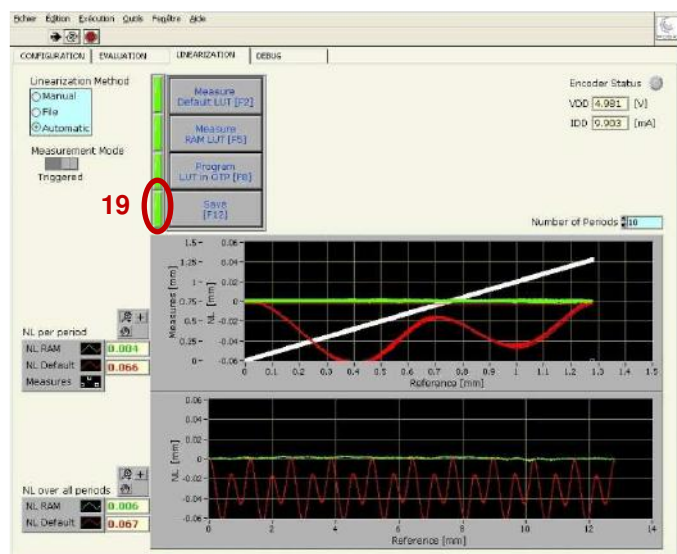 Fichier Édition Exécution Outils Fenêtre Aide
CONFIGURATION EVALUATION LINEARIZATION DEBUG
Linearization Method
Manual
File
Automatic
Measurement Mode
Triggered
Measure
Default LUT [F2]
Measure
RAM LUT [F5]
Program
LUT in OTP [F8]
Save
[F12]
19
Encoder Status
VDD 4.981 [V]
IDD 9.903 [mA]
Number of Periods 10
NL per period
NL RAM 0.004
NL Default 0.066
Measures
Measures [mm]
1.5-
1.25-
1-
0.75-
0.5-
0.25-
0-
NL [mm]
0.06-
0.04-
0.02-
0-
-0.02-
-0.04-
-0.06-
0 0.1 0.2 0.3 0.4 0.5 0.6 0.7 0.8 0.9 1 1.1 1.2 1.3 1.4 1.5
Reference [mm]
NL over all periods
NL RAM 0.006
NL Default 0.067
NL [mm]
0.06-
0.04-
0.02-
0-
-0.02-
-0.04-
-0.06-
0 2 4 6 8 10 12 14
Reference [mm]